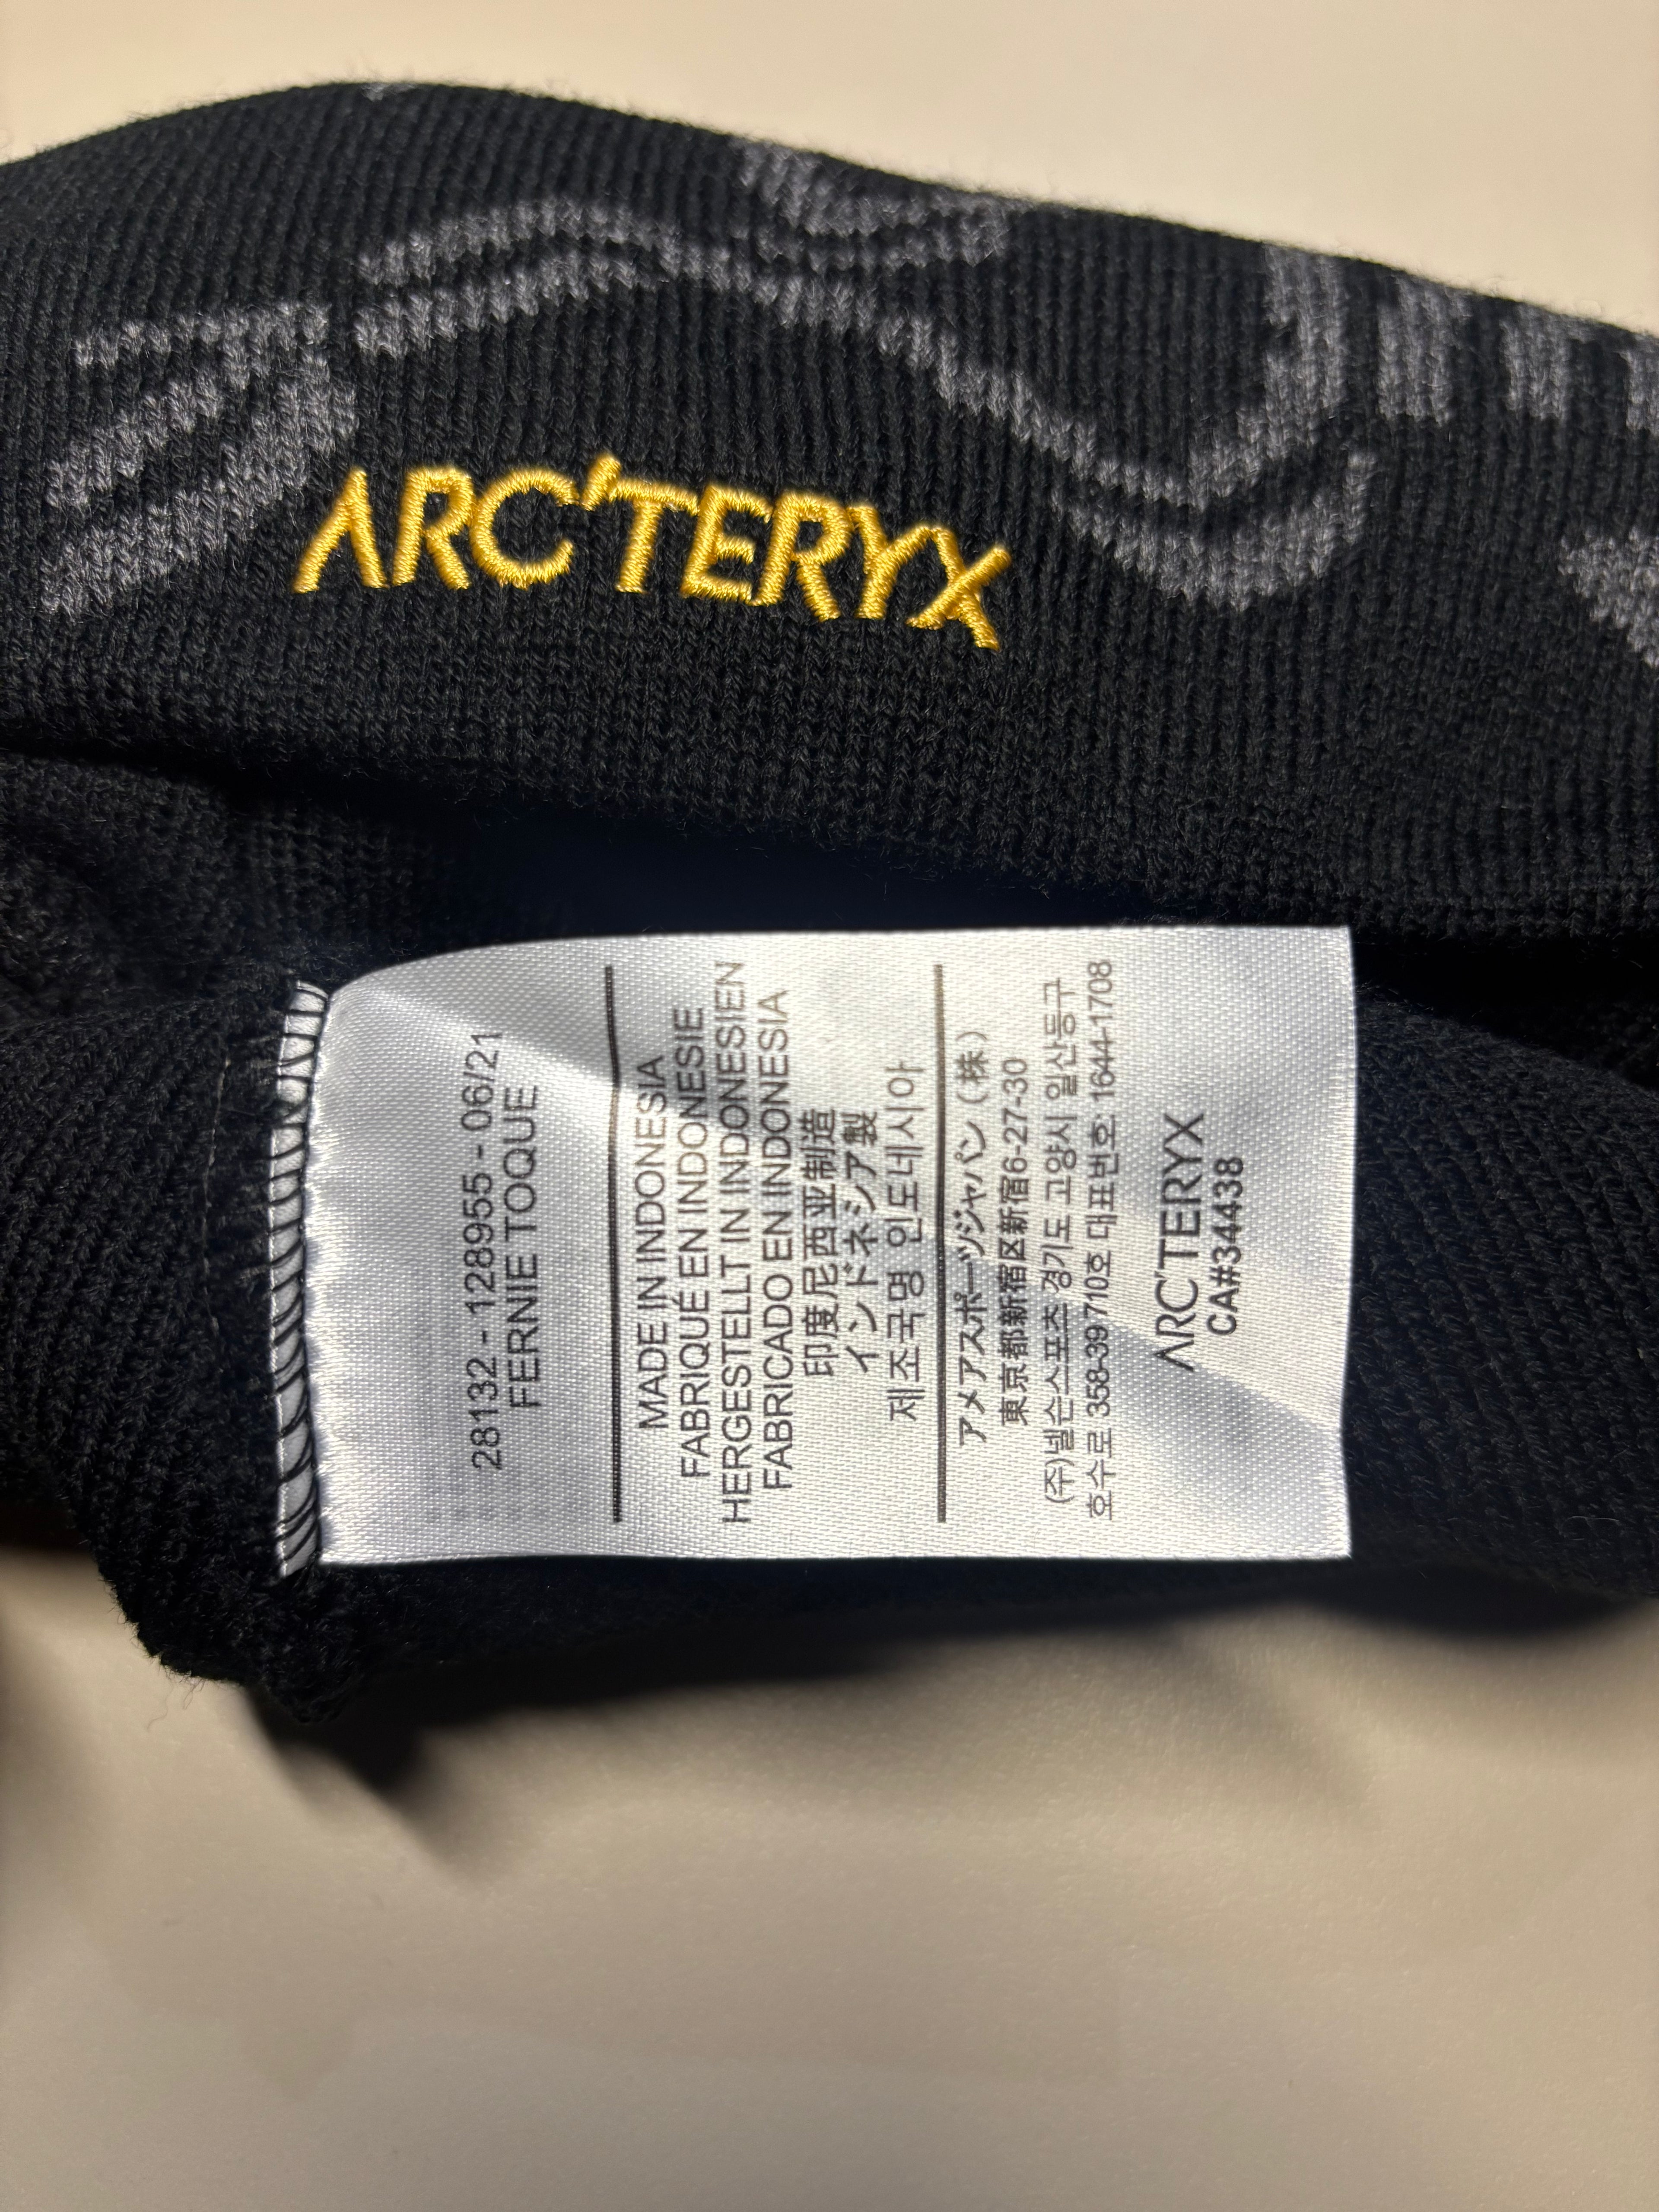 ARC'TERYX
28132 - 128955 - 06/21
FERNIE TOQUE
MADE IN INDONESIA
FABRIQUÉ EN INDONESIE
HERGESTELLT IN INDONESIEN
FABRICADO EN INDONESIA
印度尼西亚制造
インドネシア製
제조국명 인도네시아
アメアスポーツジャパン (株)
東京都新宿区新宿6-27-30
(주)넬슨스포츠 경기도 고양시 일산동구
호수로 358-39 710호 대표번호 1644-1708
ARC'TERYX
CA#34438